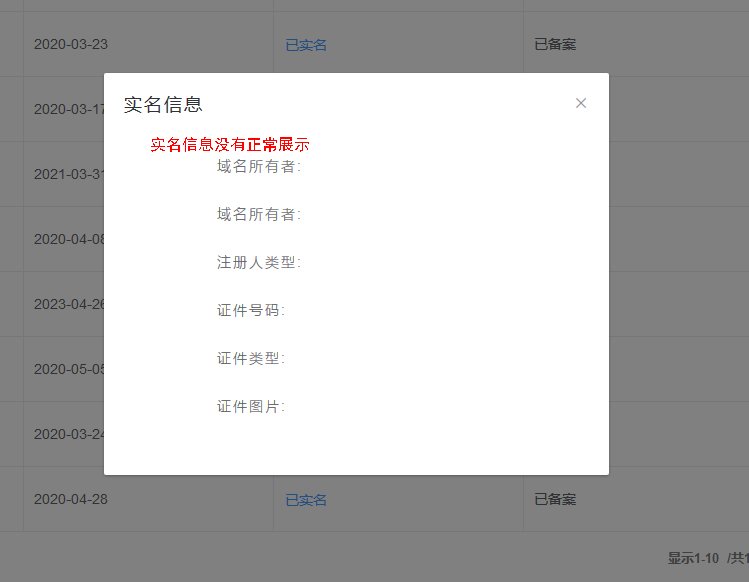 2020-03-23 已实名 已备案
实名信息
2020-03-17
实名信息没有正常展示
域名所有者:
2021-03-31
域名所有者:
2020-04-08
注册人类型:
2023-04-26
证件号码:
证件类型:
2020-05-05
证件图片:
2020-03-24
2020-04-28 已实名 已备案
显示1-10 /共1